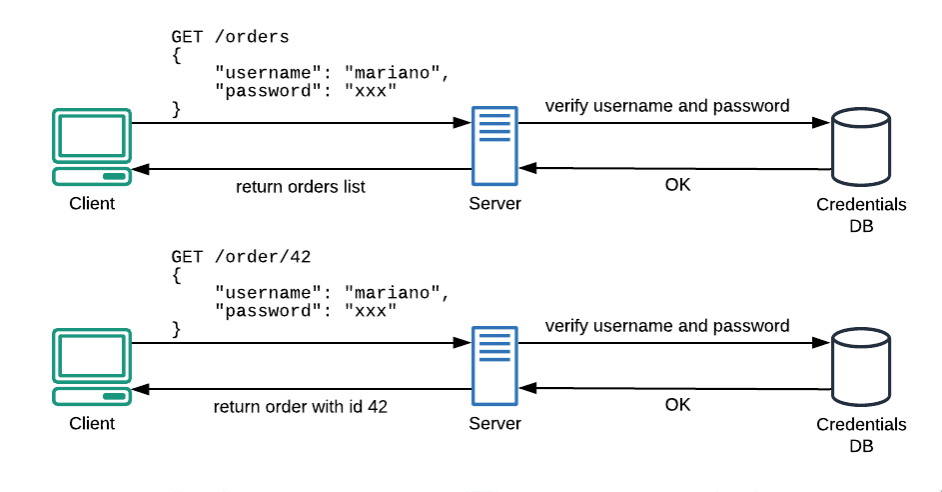 GET /orders
{
"username": "mariano",
"password": "xxx"
}
verify username and password
return orders list
OK
Client
Server
Credentials
DB
GET /order/42
{
"username": "mariano",
"password": "xxx"
}
verify username and password
return order with id 42
OK
Client
Server
Credentials
DB